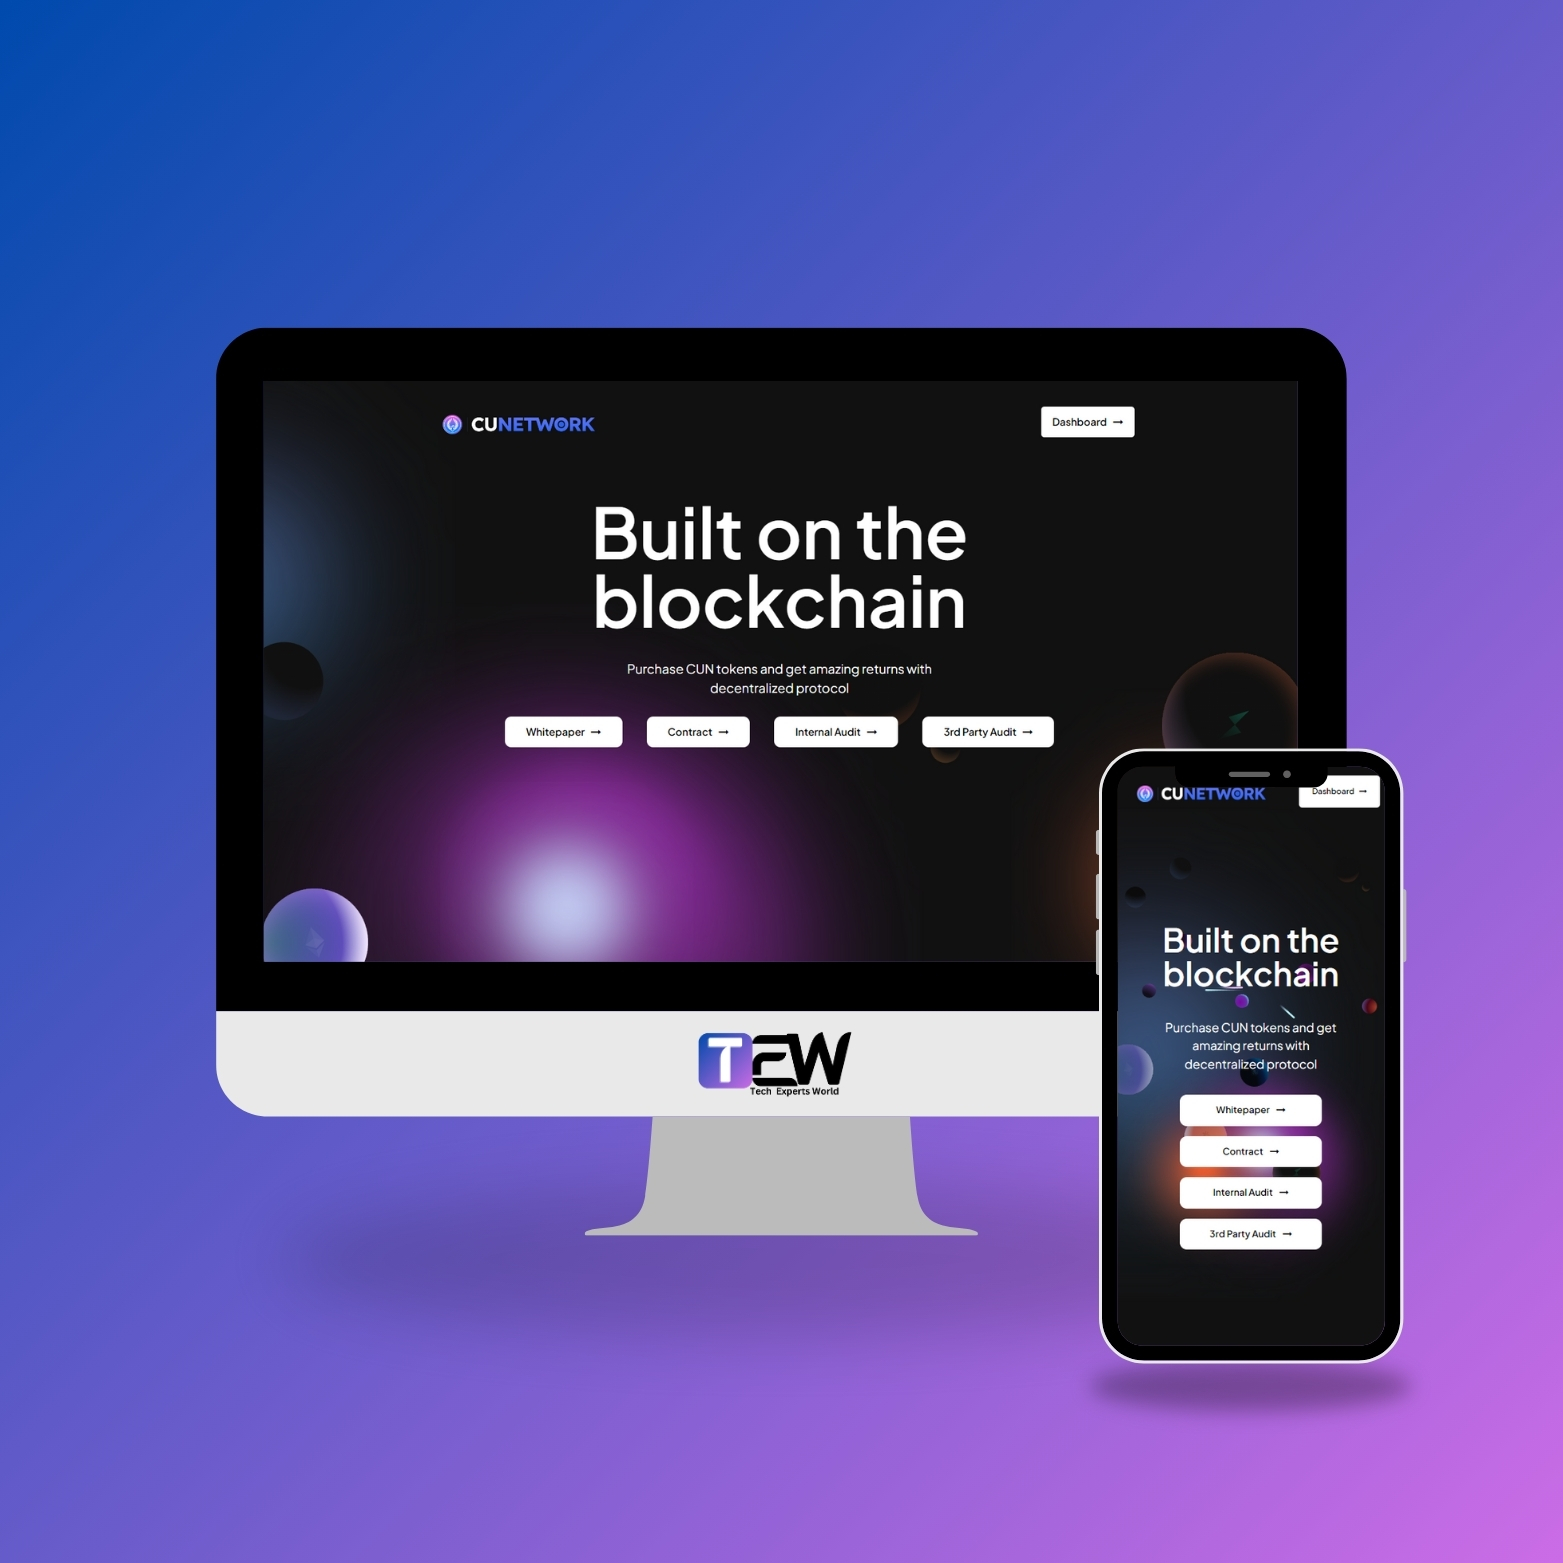 CUNETWORK
Dashboard →
Built on the
blockchain
Purchase CUN tokens and get amazing returns with
decentralized protocol
Whitepaper →
Contract →
Internal Audit →
3rd Party Audit →
TEW
Tech Experts World
CUNETWORK
Dashboard →
Built on the
blockchain
Purchase CUN tokens and get
amazing returns with
decentralized protocol
Whitepaper →
Contract →
Internal Audit →
3rd Party Audit →